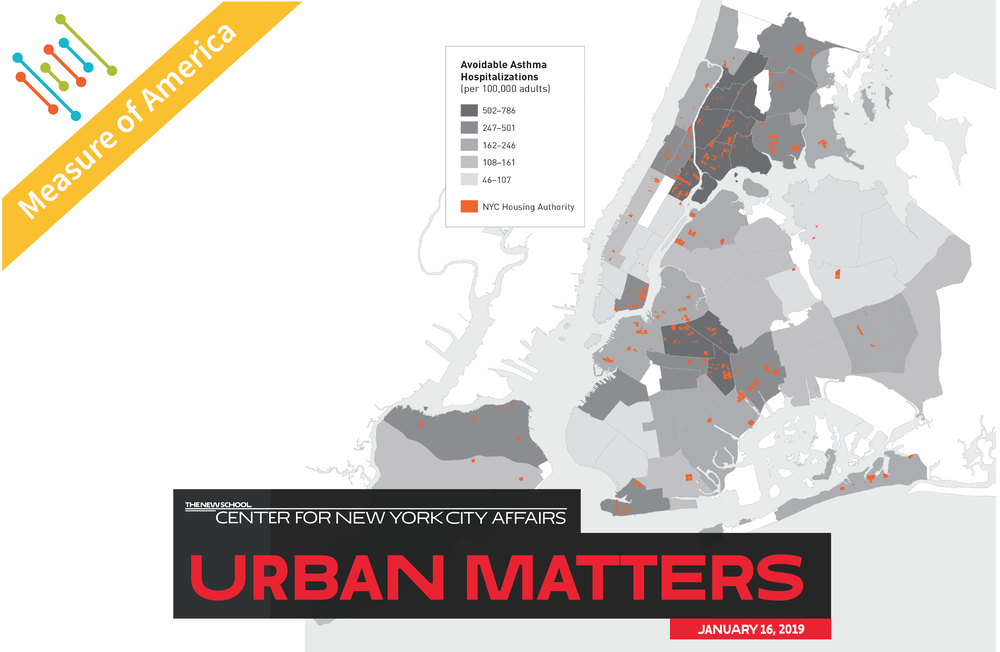 Measure of America
Avoidable Asthma
Hospitalizations
(per 100,000 adults)
502–786
247–501
162–246
108–161
46–107
NYC Housing Authority
THE NEW SCHOOL
CENTER FOR NEW YORK CITY AFFAIRS
URBAN MATTERS
JANUARY 16, 2019